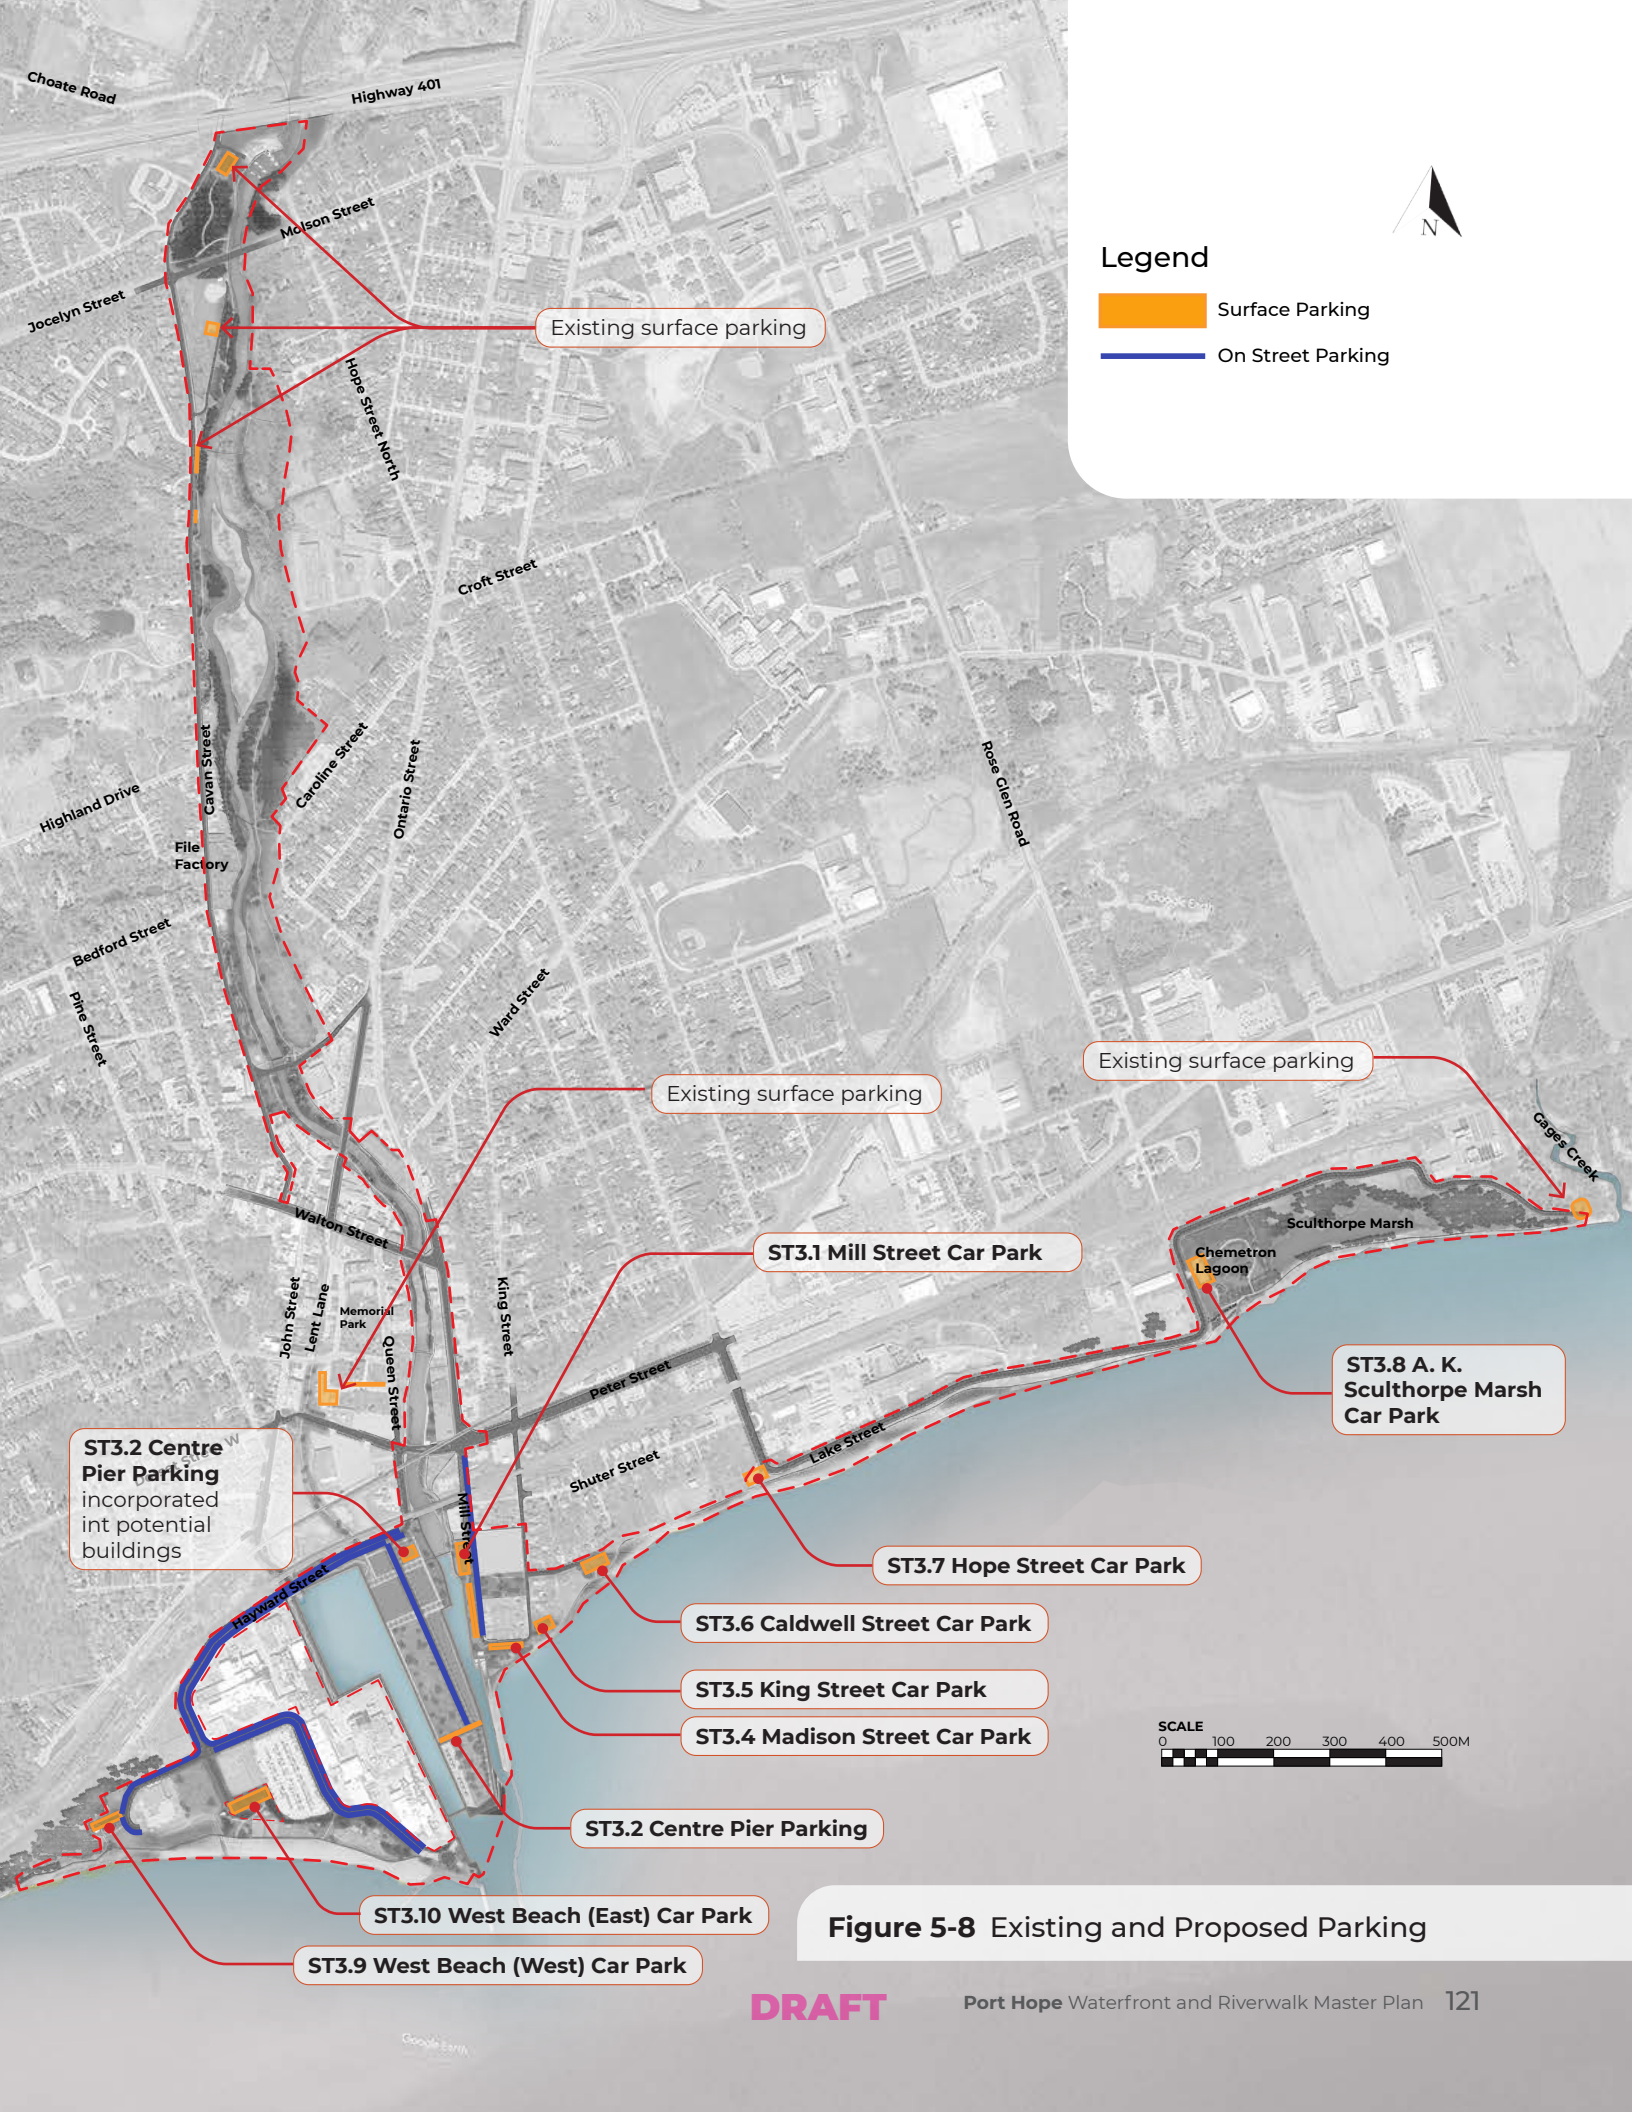 Choate Road
Highway 401
Molson Street
Jocelyn Street
N
Legend
Surface Parking
On Street Parking
Existing surface parking
Hope Street North
Croft Street
Cavan Street
Caroline Street
Ontario Street
Rose Glen Road
Highland Drive
File
Factory
Google Earth
Bedford Street
Pine Street
Ward Street
Existing surface parking
Existing surface parking
Gages Creek
Walton Street
Sculthorpe Marsh
Chemetron
Lagoon
ST3.1 Mill Street Car Park
King Street
John Street
Lent Lane
Memorial
Park
Queen Street
Peter Street
ST3.8 A. K.
Sculthorpe Marsh
Car Park
Lake Street
Shuter Street
ST3.2 Centre
Pier Parking
incorporated
int potential
buildings
Mill Street
ST3.7 Hope Street Car Park
Hayward Street
ST3.6 Caldwell Street Car Park
ST3.5 King Street Car Park
ST3.4 Madison Street Car Park
SCALE
0 100 200 300 400 500M
ST3.2 Centre Pier Parking
ST3.10 West Beach (East) Car Park
ST3.9 West Beach (West) Car Park
Figure 5-8 Existing and Proposed Parking
DRAFT
Port Hope Waterfront and Riverwalk Master Plan 121
Google Earth